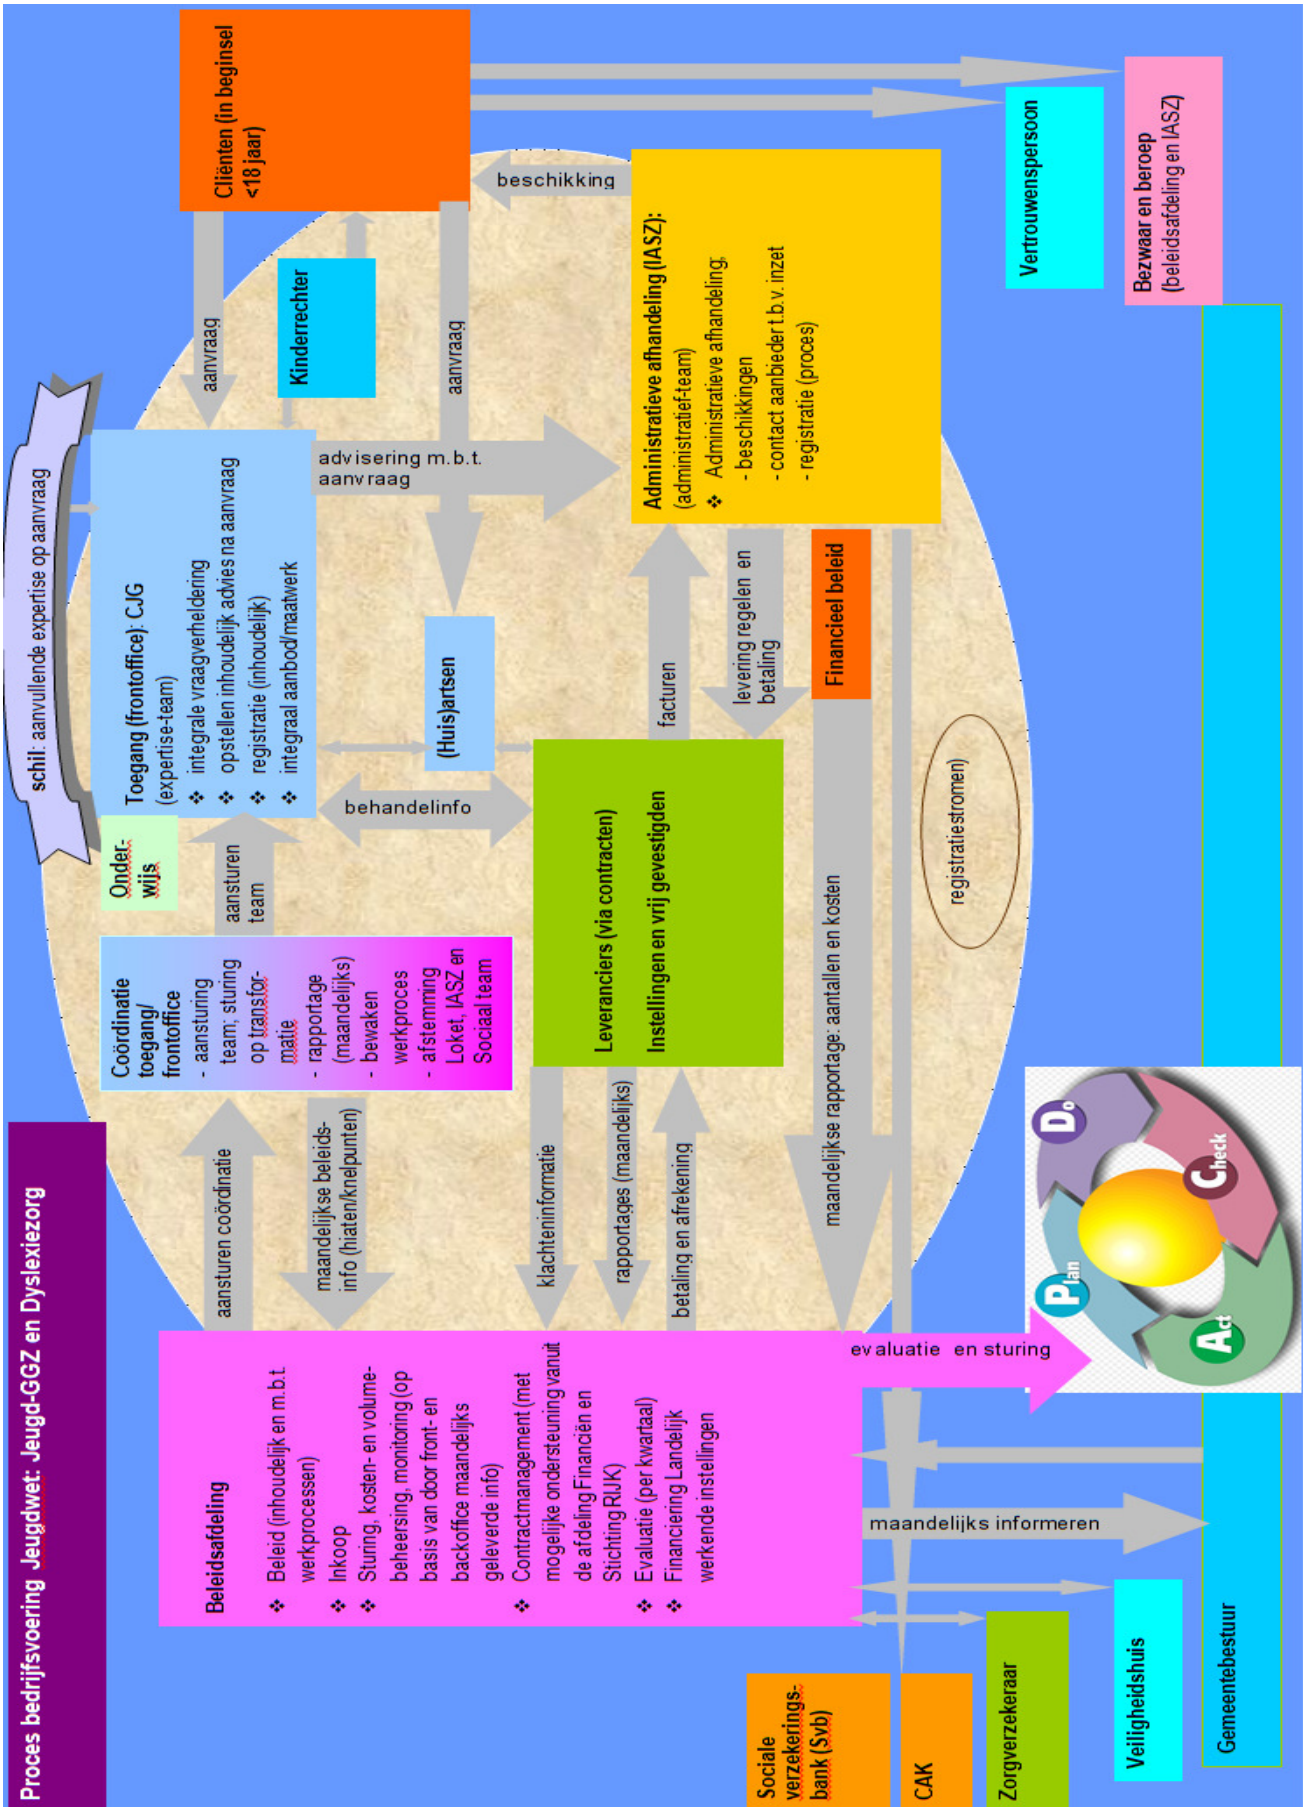 Proces bedrijfsvoering Jeugdwet: Jeugd-GGZ en Dyslexiezorg
schil: aanvullende expertise op aanvraag
Beleidsafdeling
❖ Beleid (inhoudelijk en m.b.t.
werkprocessen)
❖ Inkoop
❖ Sturing, kosten- en volume-
beheersing, monitoring (op
basis van door front- en
backoffice maandelijks
geleverde info)
❖ Contractmanagement (met
mogelijke ondersteuning vanuit
de afdeling Financiën en
Stichting RIJK)
❖ Evaluatie (per kwartaal)
❖ Financiering Landelijk
werkende instellingen
aansturen coördinatie
maandelijkse beleids-
info (hiaten/knelpunten)
klachteninformatie
rapportages (maandelijks)
betaling en afrekening
Coördinatie
toegang/
frontoffice
- aansturing
team; sturing
op transfor-
matie
- rapportage
(maandelijks)
- bewaken
werkproces
- afstemming
Loket, IASZ en
Sociaal team
Onder-
wijs
aansturen
team
Toegang (frontoffice): CJG
(expertise-team)
❖ integrale vraagverheldering
❖ opstellen inhoudelijk advies na aanvraag
❖ registratie (inhoudelijk)
❖ integraal aanbod/maatwerk
behandelinfo
(Huis)artsen
advisering m.b.t.
aanvraag
aanvraag
Kinderrechter
aanvraag
Cliënten (in beginsel
<18 jaar)
beschikking
Leveranciers (via contracten)
Instellingen en vrij gevestigden
facturen
levering regelen en
betaling
Administratieve afhandeling (IASZ):
(administratief-team)
❖ Administratieve afhandeling;
- beschikkingen
- contact aanbieder t.b.v. inzet
- registratie (proces)
Financieel beleid
maandelijkse rapportage: aantallen en kosten
registratiestromen)
Vertrouwenspersoon
Bezwaar en beroep
(beleidsafdeling en IASZ)
evaluatie en sturing
Plan
Do
Check
Act
maandelijks informeren
Sociale
verzekerings-
bank (Svb)
CAK
Zorgverzekeraar
Veiligheidshuis
Gemeentebestuur